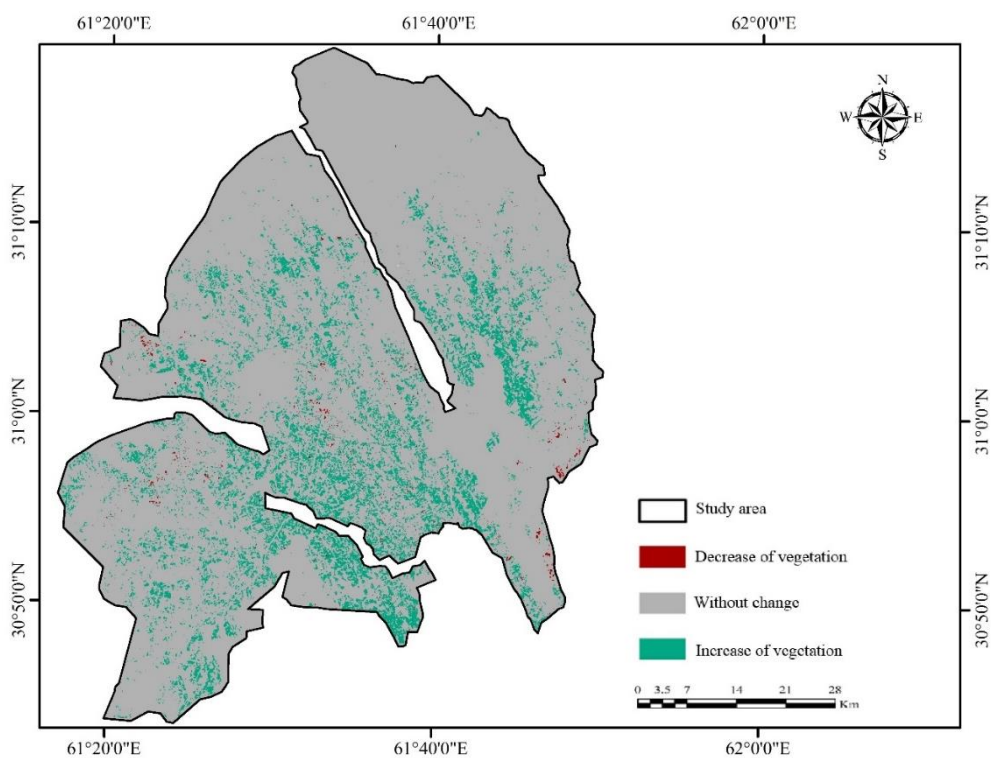 61°20'0"E 61°40'0"E 62°0'0"E
N
W E
S
31°10'0"N 31°10'0"N
31°0'0"N 31°0'0"N
Study area
Decrease of vegetation
30°50'0"N Without change 30°50'0"N
Increase of vegetation
0 3.5 7 14 21 28
Km
61°20'0"E 61°40'0"E 62°0'0"E